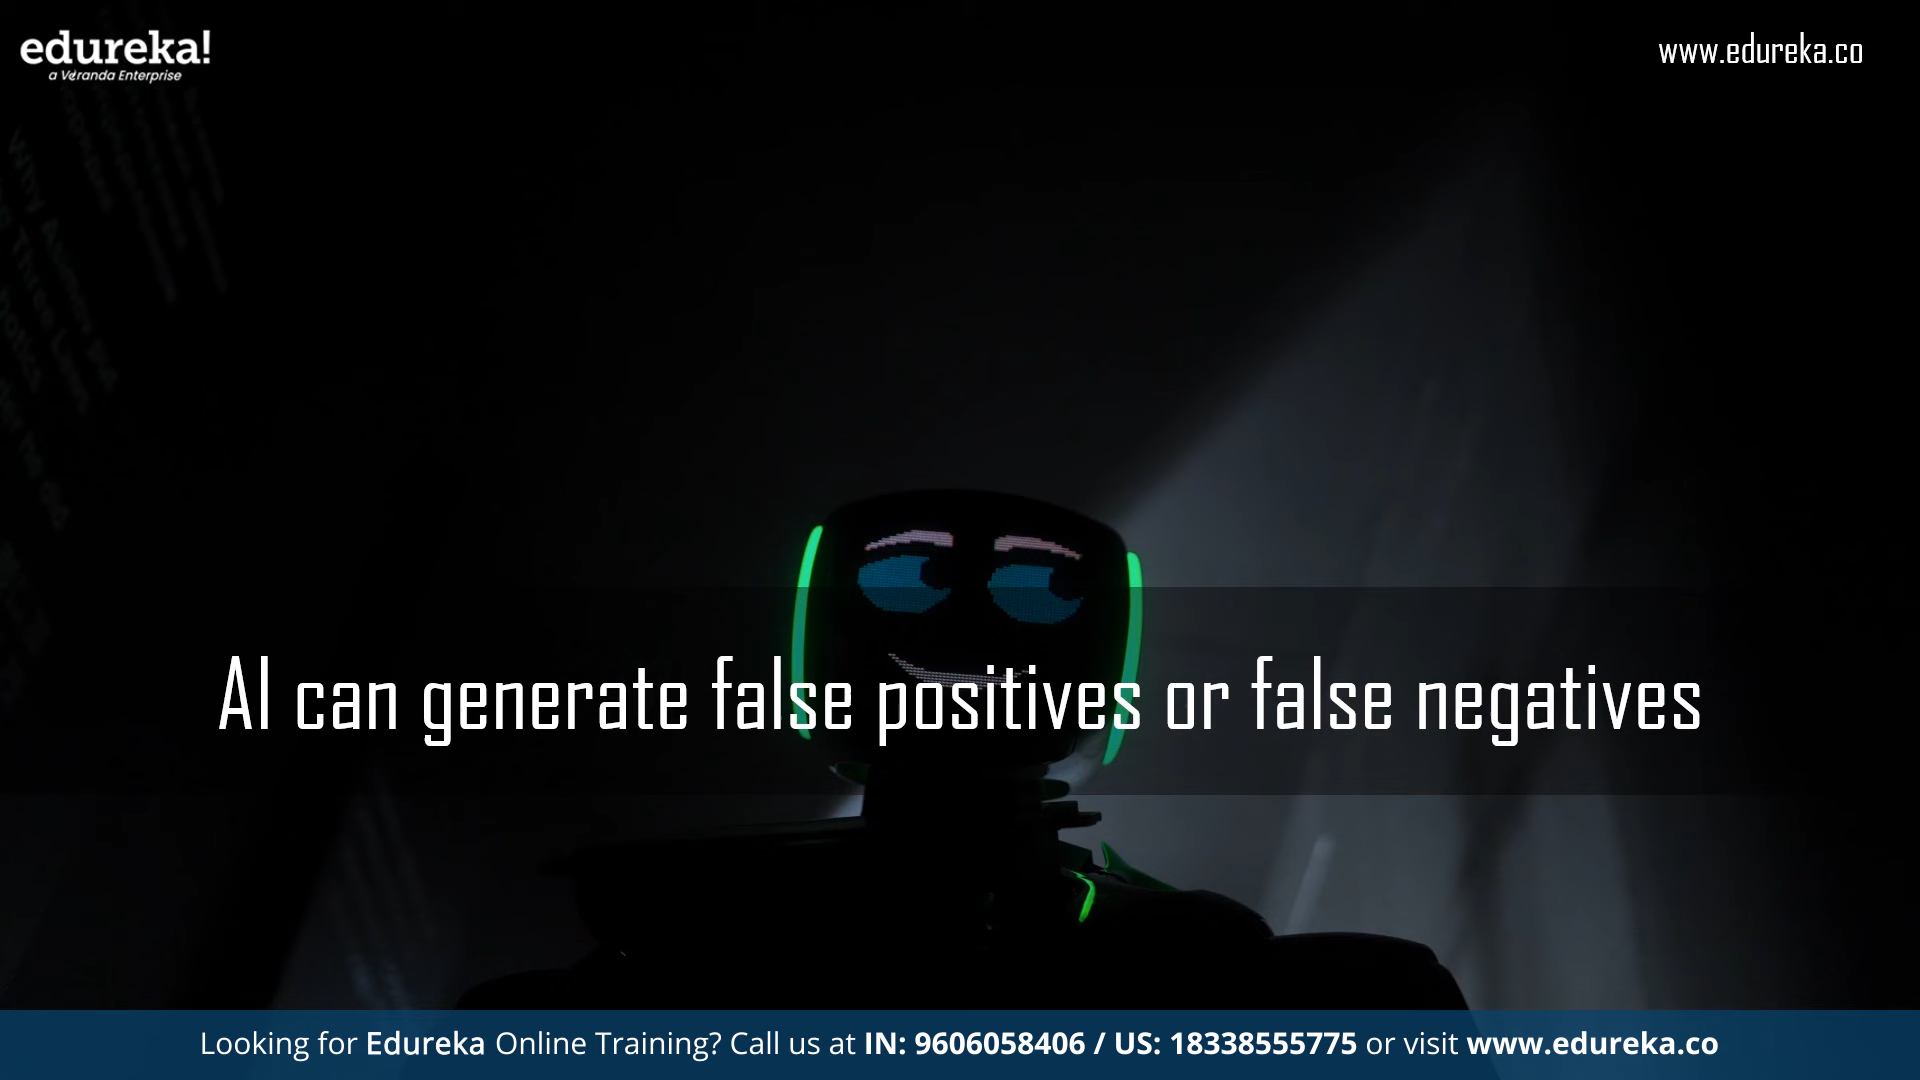 edureka!
a Veranda Enterprise
www.edureka.co
AI can generate false positives or false negatives
Looking for Edureka Online Training? Call us at IN: 9606058406 / US: 18338555775 or visit www.edureka.co